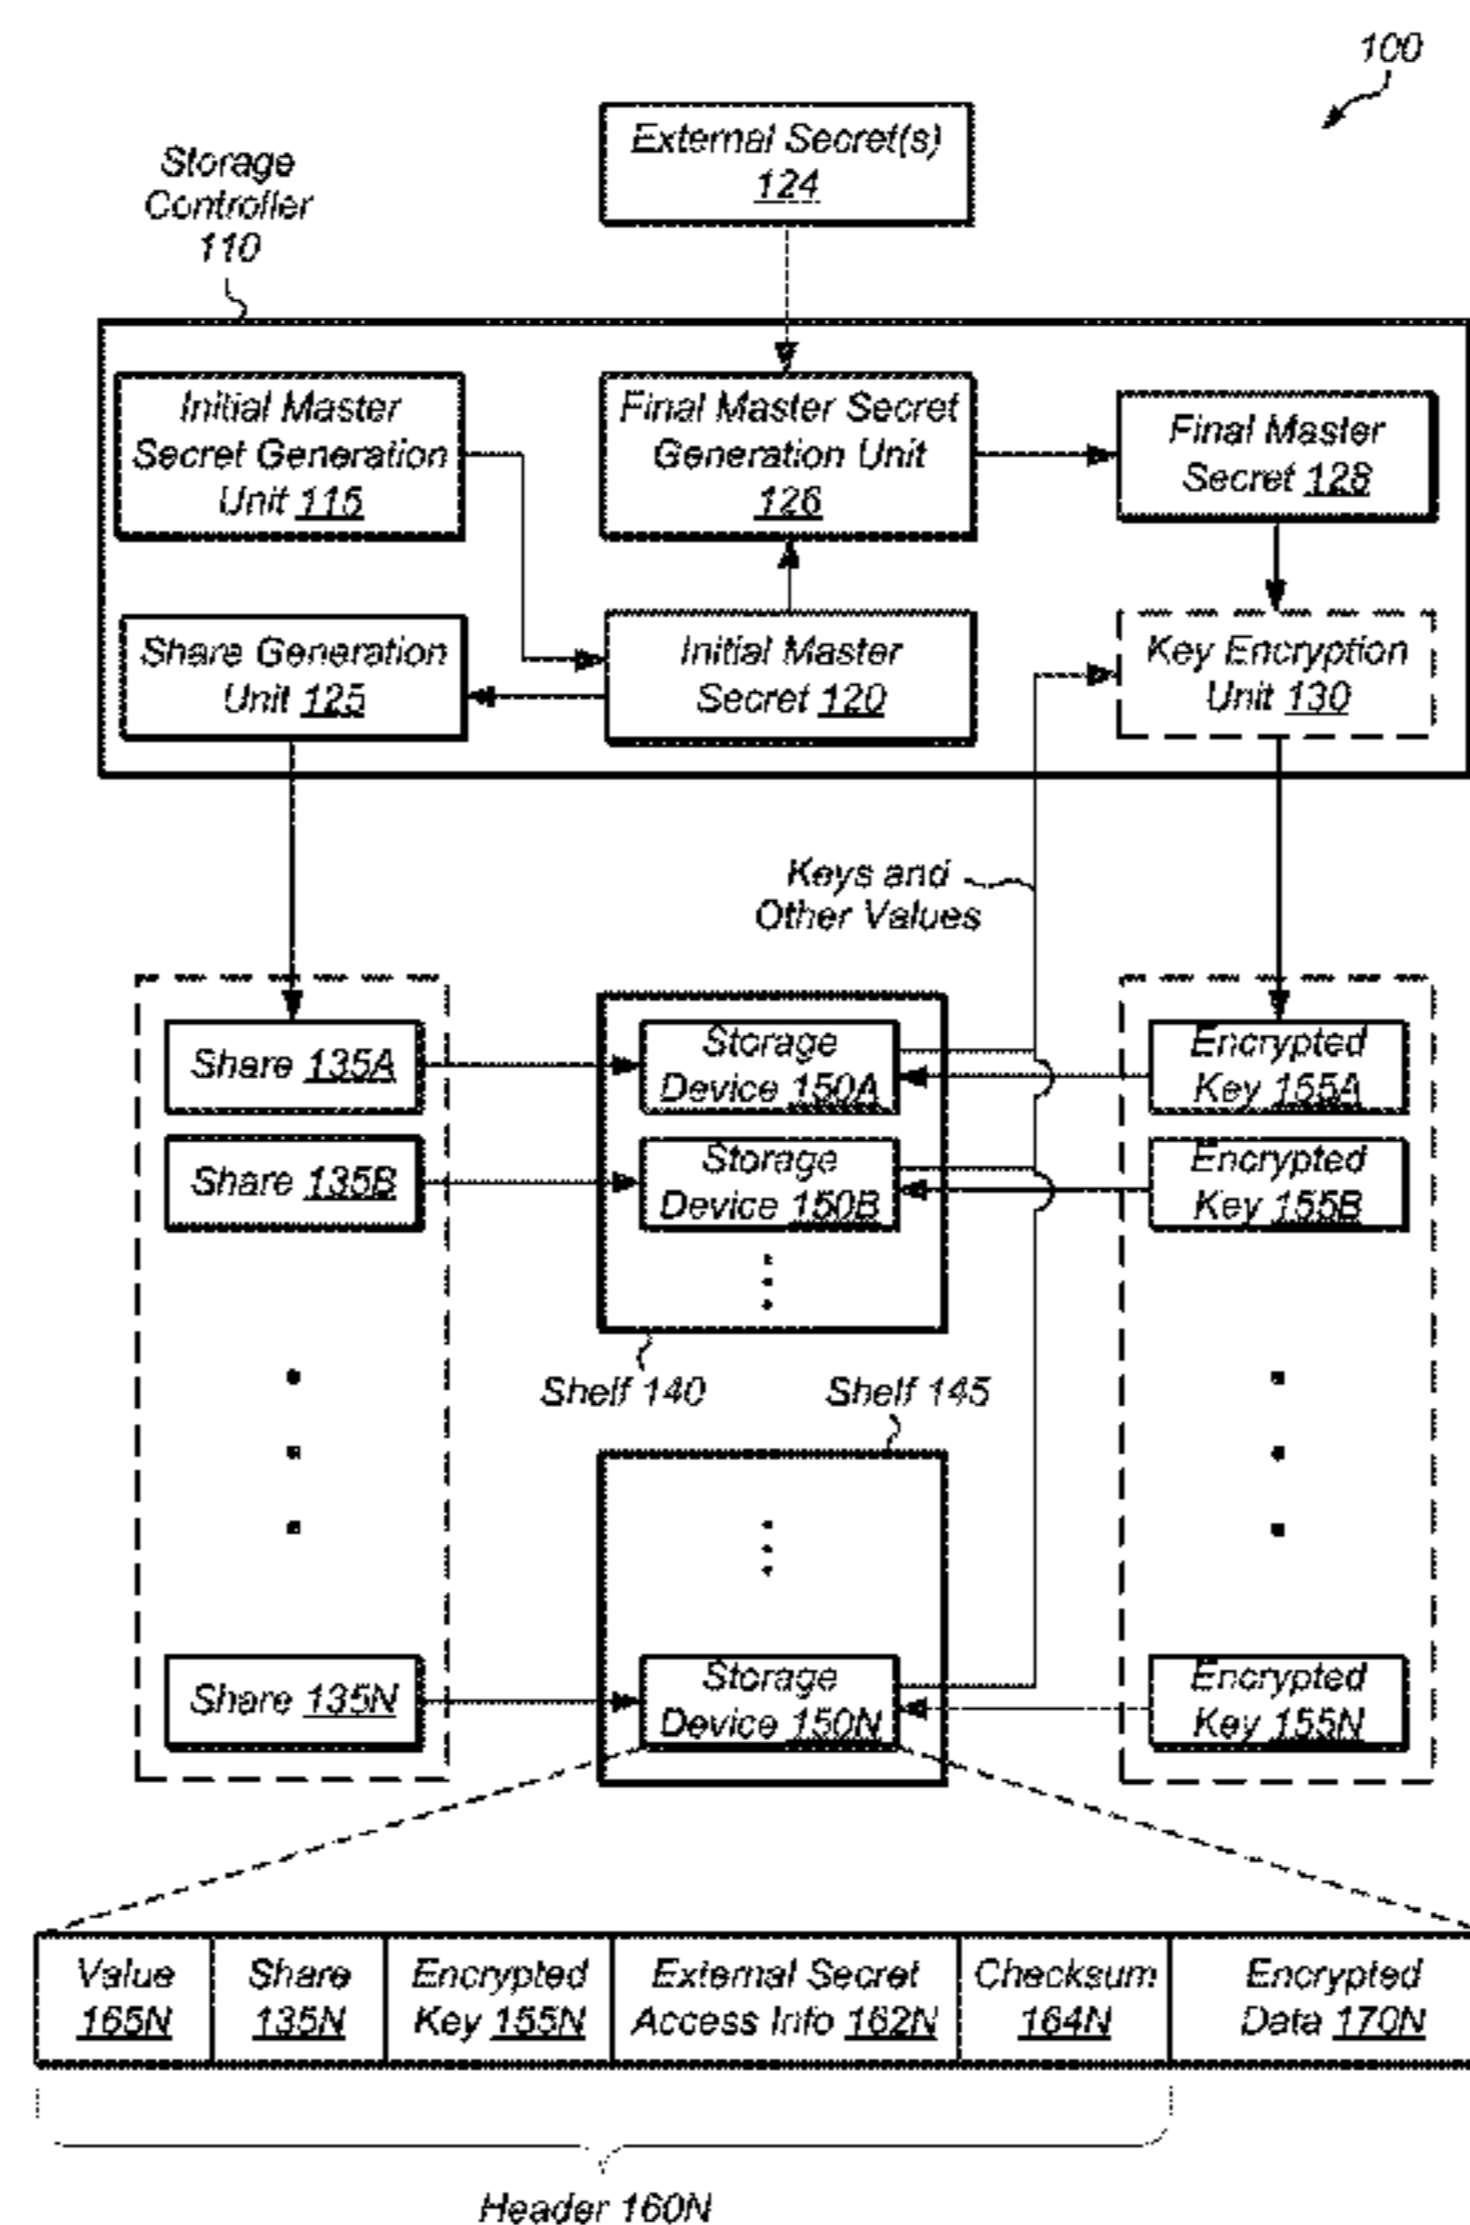 100
External Secret(s)
124
Storage
Controller
110
Initial Master
Secret Generation
Unit 115
Final Master Secret
Generation Unit
126
Final Master
Secret 128
Share Generation
Unit 125
Initial Master
Secret 120
Key Encryption
Unit 130
Keys and
Other Values
Share 135A
Storage
Device 150A
Encrypted
Key 155A
Share 135B
Storage
Device 150B
Encrypted
Key 155B
Shelf 140
Shelf 145
Share 135N
Storage
Device 150N
Encrypted
Key 155N
Value
165N
Share
135N
Encrypted
Key 155N
External Secret
Access Info 162N
Checksum
164N
Encrypted
Data 170N
Header 160N